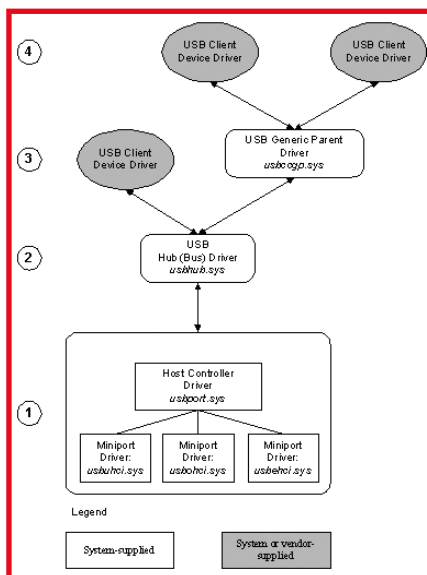 4
USB Client
Device Driver
USB Client
Device Driver
3
USB Client
Device Driver
USB Generic Parent
Driver
usbccgp.sys
2
USB
Hub (Bus) Driver
usbhub.sys
1
Host Controller
Driver
usbport.sys
Miniport
Driver:
usbuhci.sys
Miniport
Driver:
usbohci.sys
Miniport
Driver:
usbehci.sys
Legend
System-supplied
System or vendor-
supplied